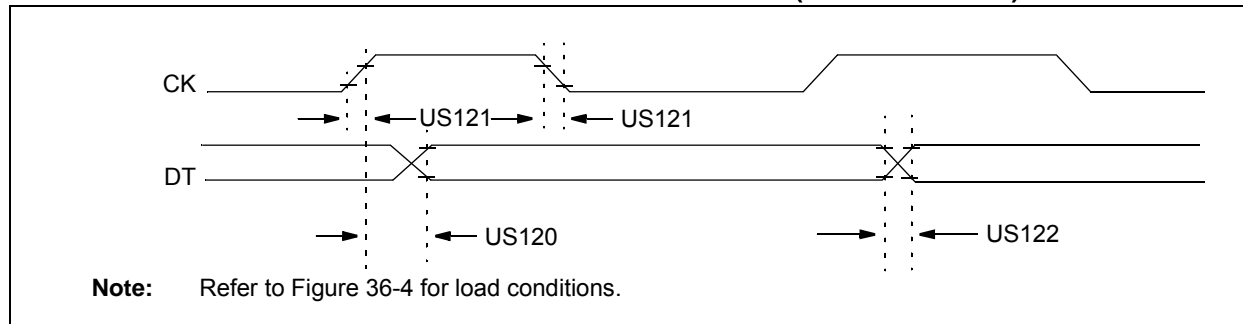 CK
US121
US121
DT
US120
US122
Note: Refer to Figure 36-4 for load conditions.